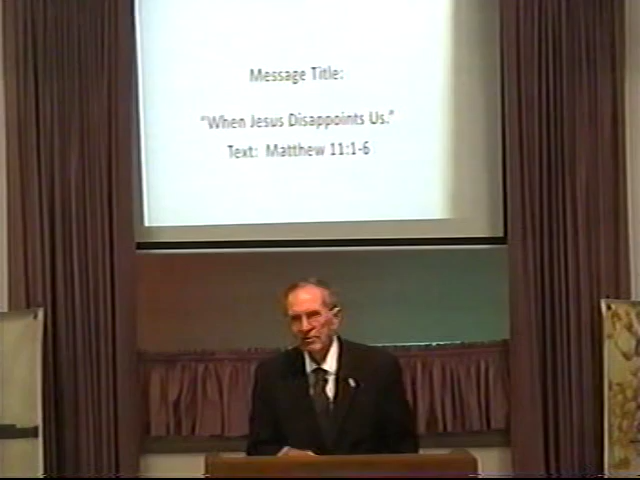 Message Title:
"When Jesus Disappoints Us."
Text: Matthew 11:1-6